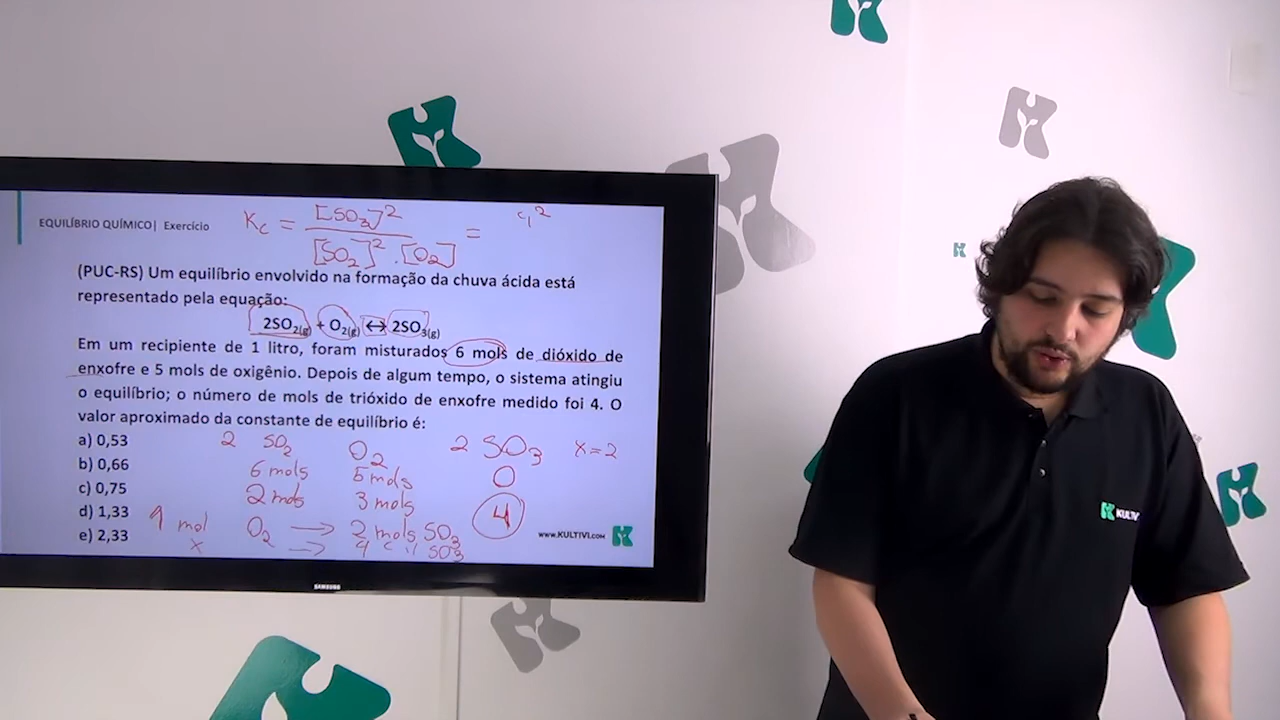 EQUILÍBRIO QUÍMICO| Exercício
Kc = [SO3]² / [SO2]² . [O2] =
(PUC-RS) Um equilíbrio envolvido na formação da chuva ácida está
representado pela equação:
2SO2(g) + O2(g) ↔ 2SO3(g)
Em um recipiente de 1 litro, foram misturados 6 mols de dióxido de
enxofre e 5 mols de oxigênio. Depois de algum tempo, o sistema atingiu
o equilíbrio; o número de mols de trióxido de enxofre medido foi 4. O
valor aproximado da constante de equilíbrio é:
a) 0,53
b) 0,66
c) 0,75
d) 1,33
e) 2,33
2 SO2 O2 2 SO3 x=2
6 mols 5 mols 0
2 mols 3 mols 4
1 mol O2 → 2 mols SO3
x → 4 SO3
www.KULTIVI.COM
SAMSUNG
KULTIVI